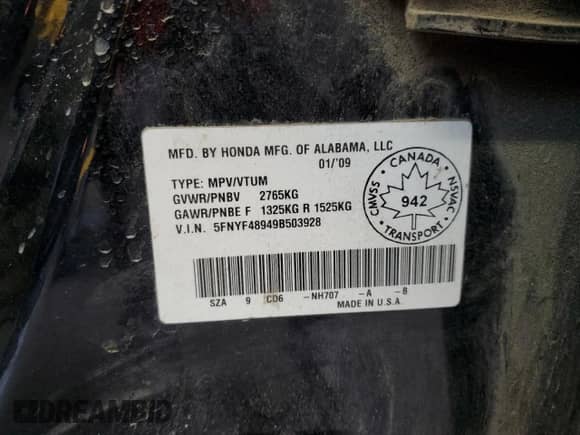 MFD. BY HONDA MFG. OF ALABAMA, LLC
01/'09
TYPE: MPV/VTUM
GVWR/PNBV 2765KG
GAWR/PNBE F 1325KG R 1525KG
V.I.N. 5FNYF48949B503928
CANADA
CMVSS
942
NSVAC
TRANSPORT
SZA 9 CD6 -NH707 -A -B
MADE IN U.S.A.
DREAMBID